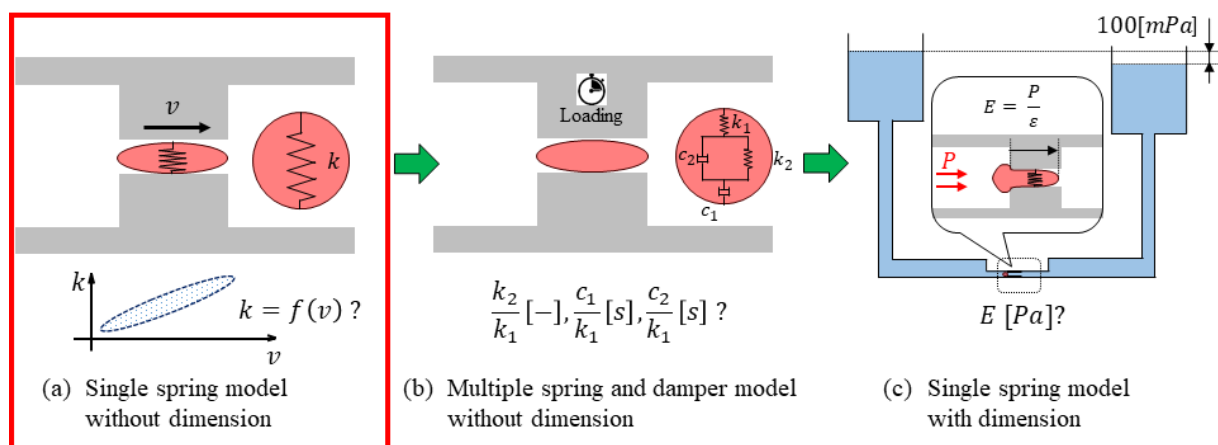 v
k
k
v
k = f(v) ?
(a) Single spring model
without dimension
Loading
k₁
c₂
k₂
c₁
k₂/k₁ [−], c₁/k₁ [s], c₂/k₁ [s] ?
(b) Multiple spring and damper model
without dimension
100[mPa]
E = P/ε
P
E [Pa]?
(c) Single spring model
with dimension